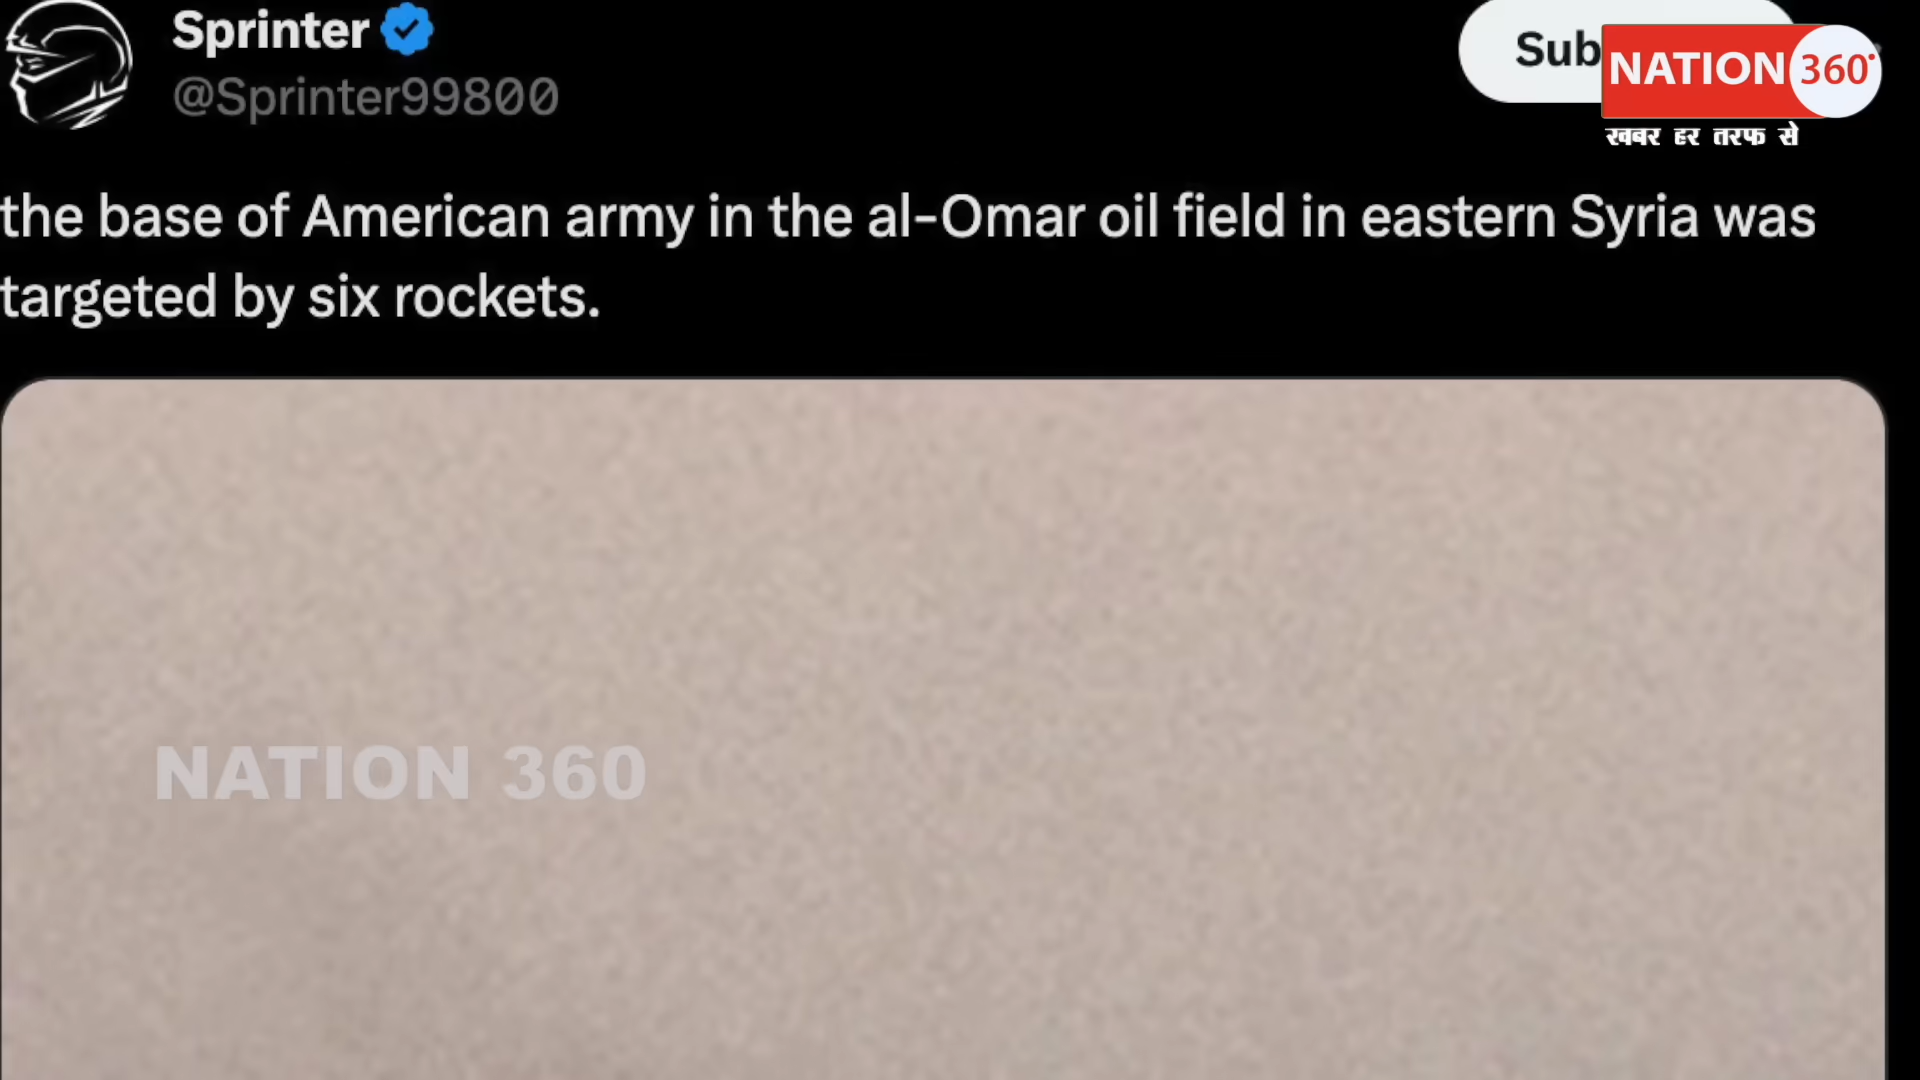 Sprinter
@Sprinter99800
Sub
NATION 360°
खबर हर तरफ से
the base of American army in the al-Omar oil field in eastern Syria was
targeted by six rockets.
NATION 360